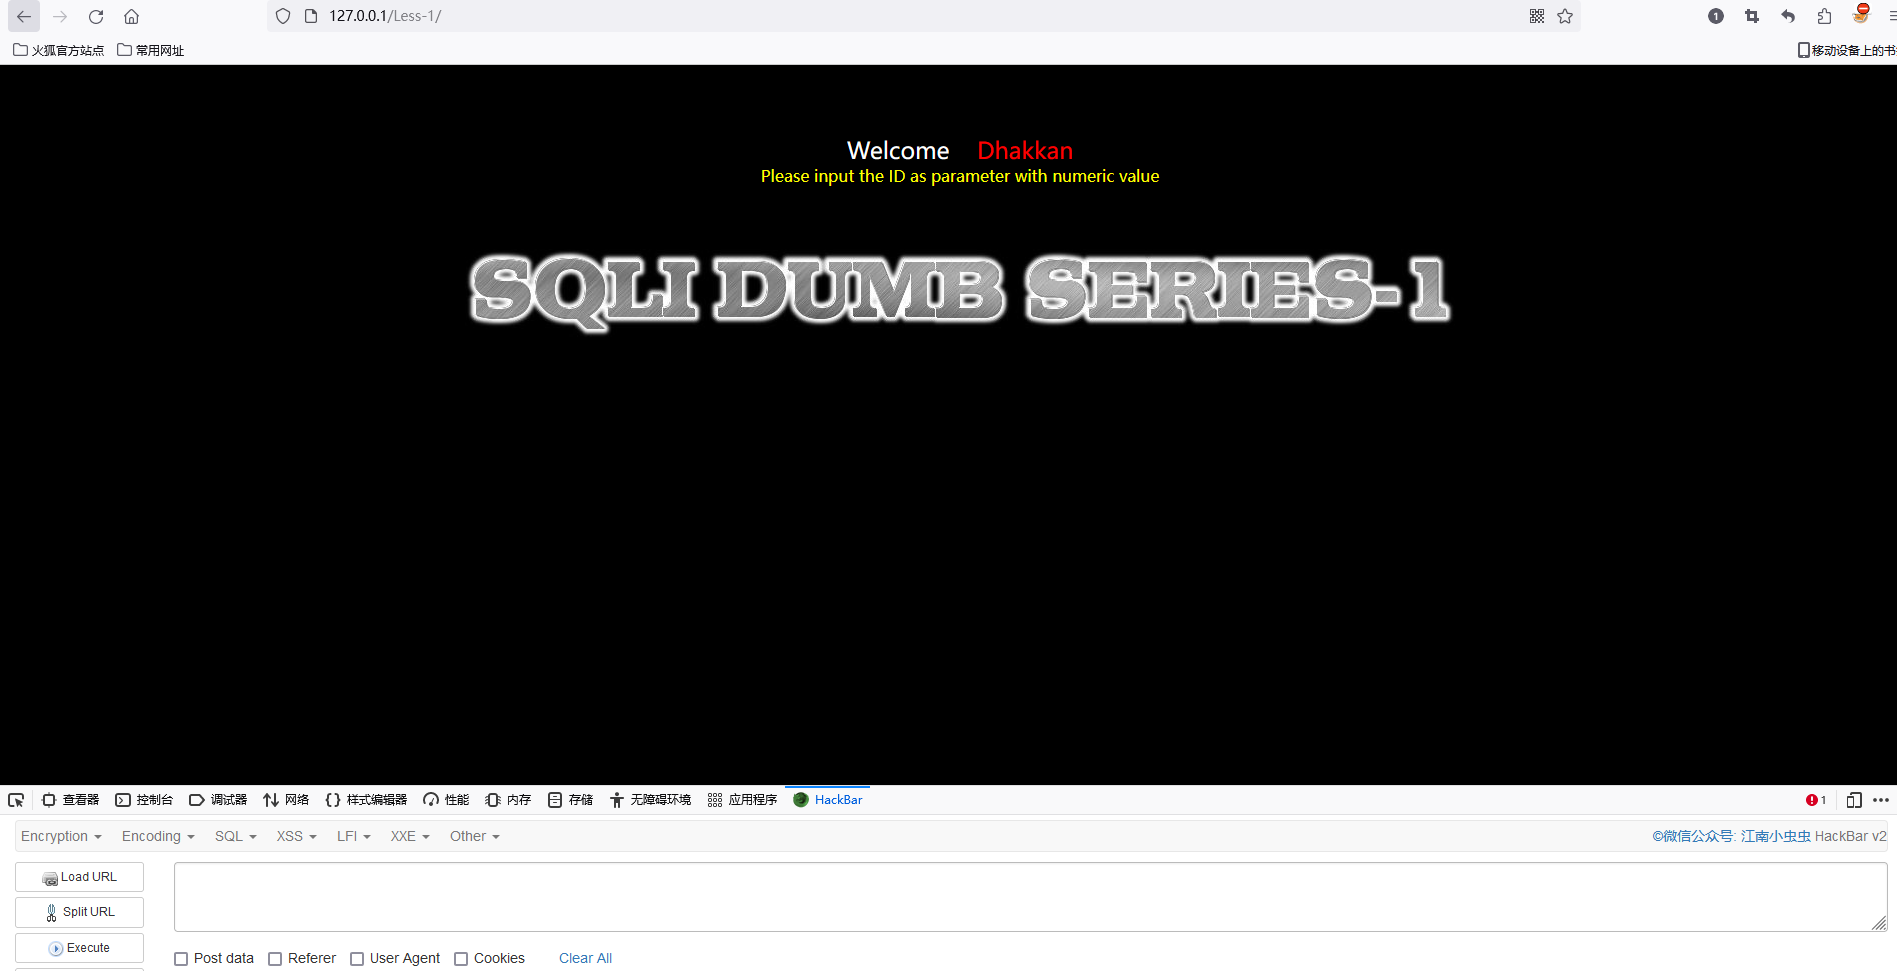 127.0.0.1/Less-1/
1
火狐官方站点 常用网址 移动设备上的书
Welcome Dhakkan
Please input the ID as parameter with numeric value
SQLI DUMB SERIES-1
查看器 控制台 调试器 网络 {} 样式编辑器 性能 内存 存储 无障碍环境 应用程序 HackBar 1
Encryption Encoding SQL XSS LFI XXE Other ©微信公众号: 江南小虫虫 HackBar v2
Load URL
Split URL
Execute
Post data Referer User Agent Cookies Clear All